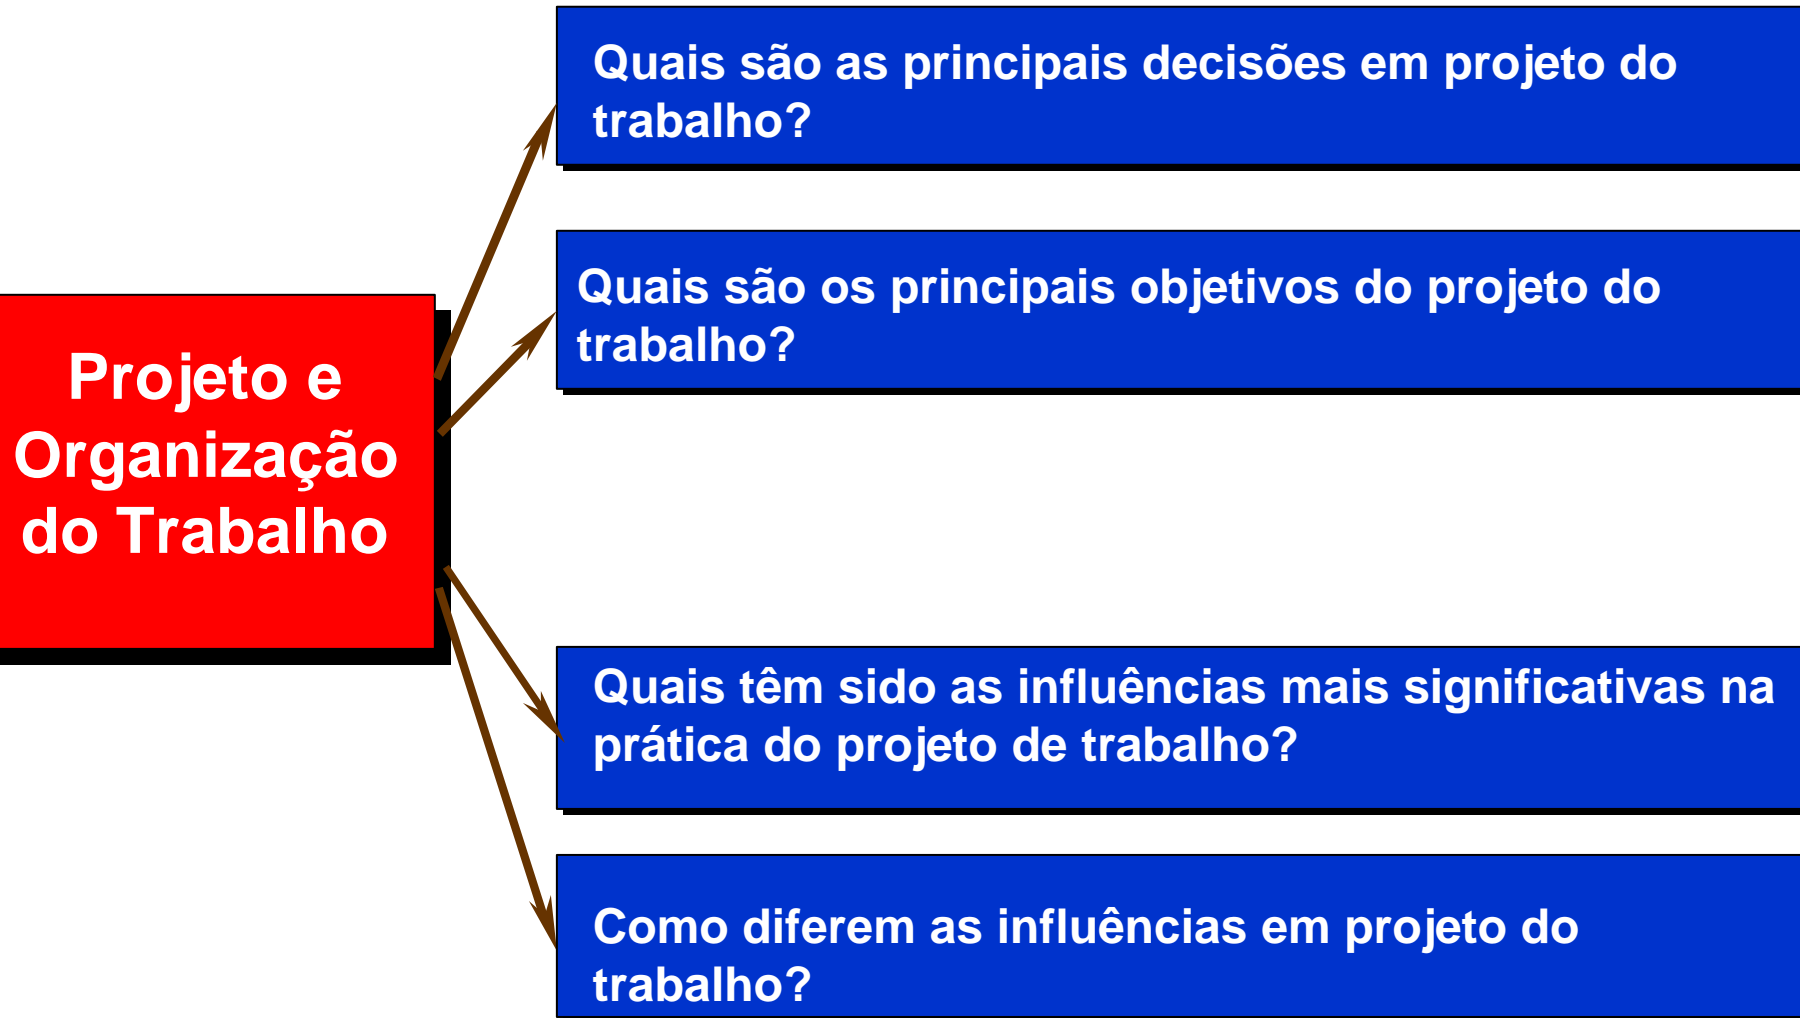 Projeto e
Organização
do Trabalho
Quais são as principais decisões em projeto do
trabalho?
Quais são os principais objetivos do projeto do
trabalho?
Quais têm sido as influências mais significativas na
prática do projeto de trabalho?
Como diferem as influências em projeto do
trabalho?